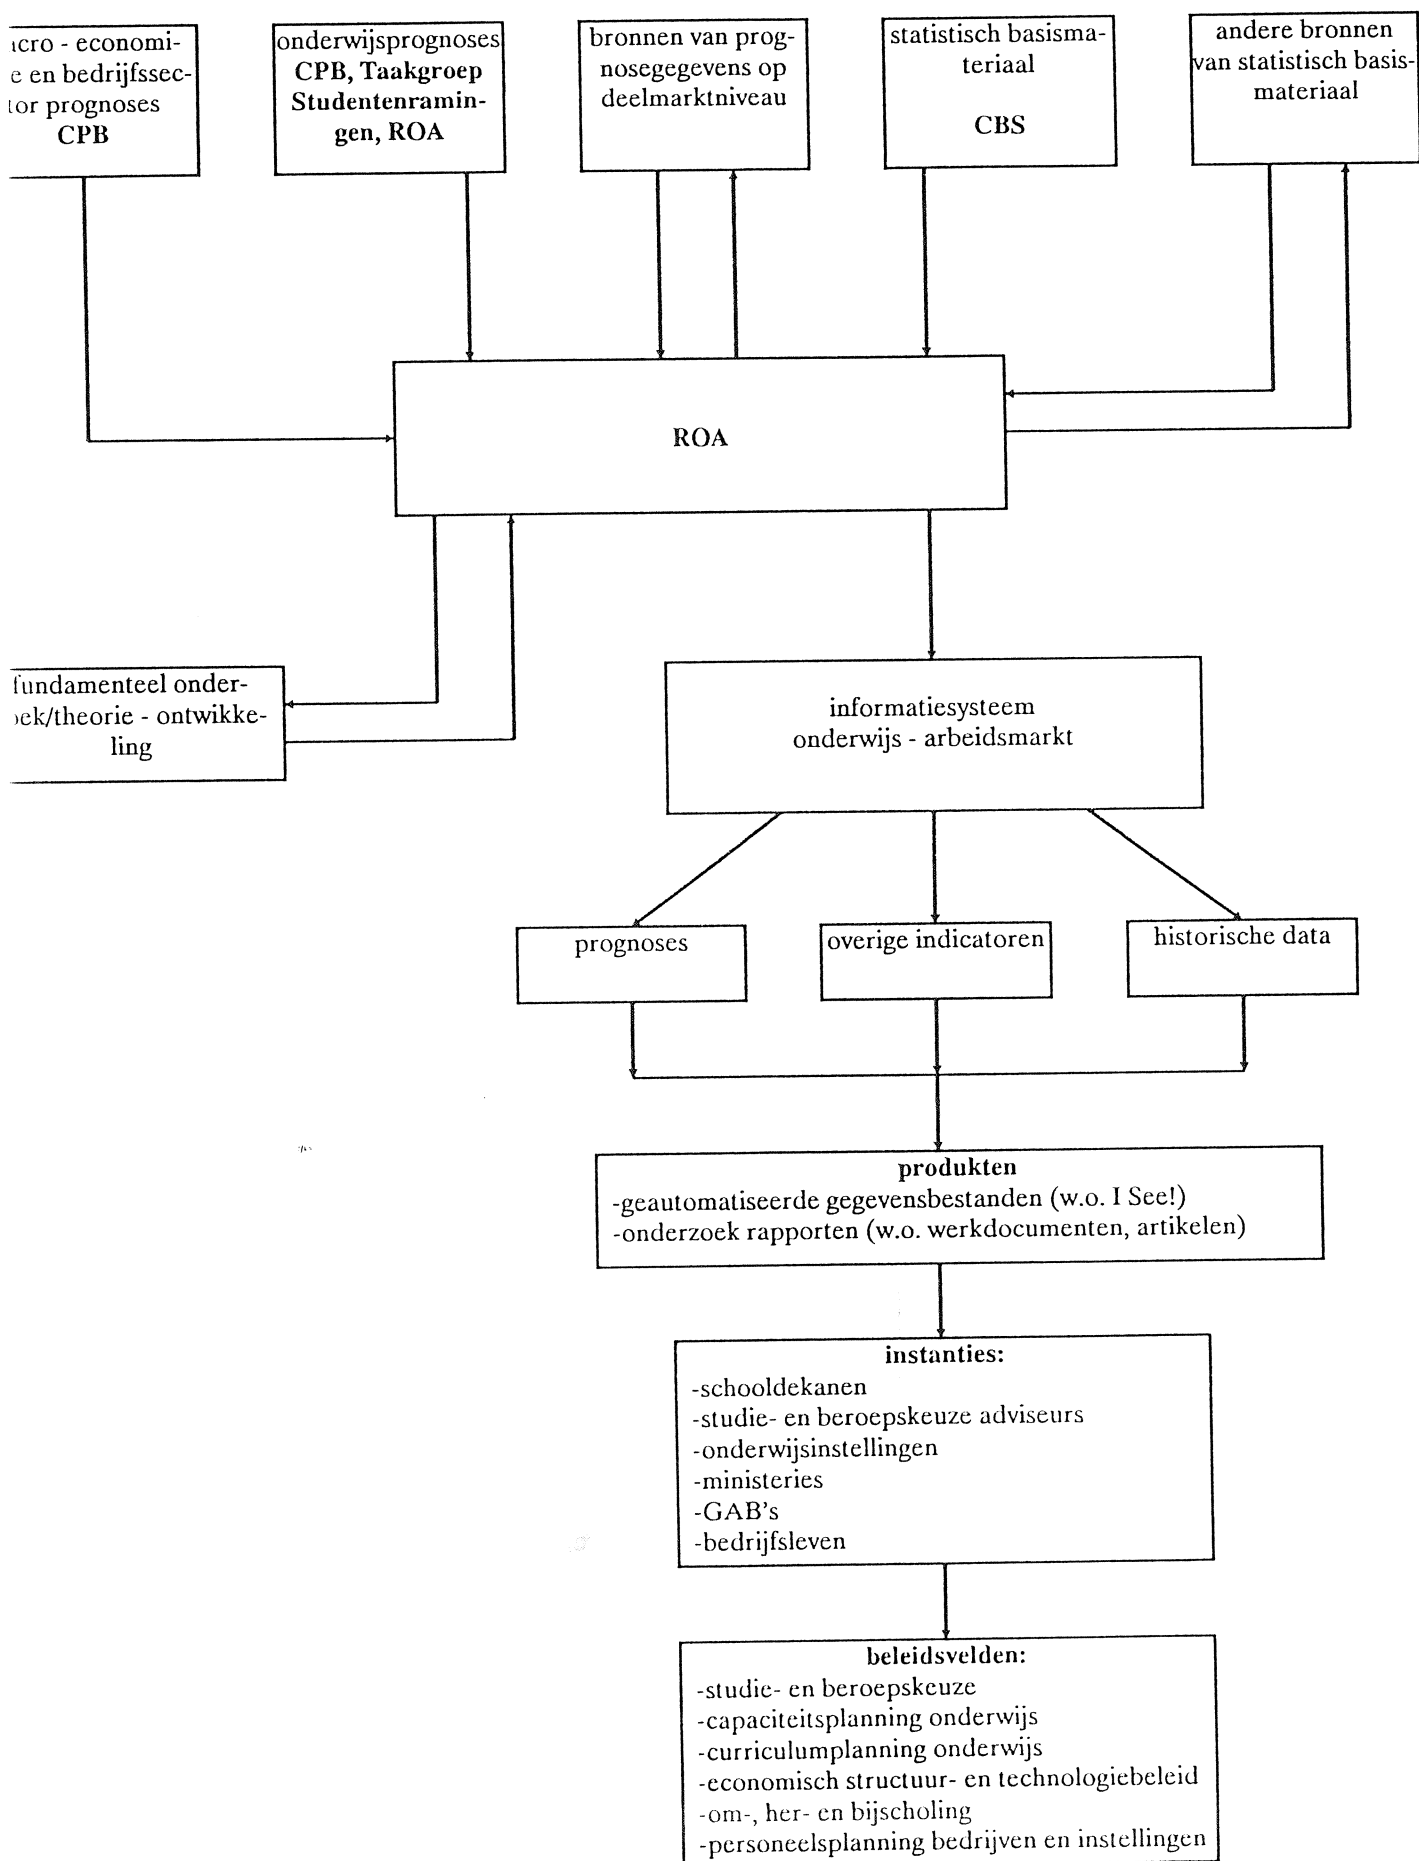 e en bedrijfssec-
tor prognoses
CPB
onderwijsprognoses
CPB, Taakgroep
Studentenramin-
gen, ROA
bronnen van prog-
nosegegevens op
deelmarktniveau
statistisch basisma-
teriaal
CBS
andere bronnen
van statistisch basis-
materiaal
ROA
fundamenteel onder-
ek/theorie - ontwikke-
ling
informatiesysteem
onderwijs - arbeidsmarkt
prognoses
overige indicatoren
historische data
produkten
-geautomatiseerde gegevensbestanden (w.o. I See!)
-onderzoek rapporten (w.o. werkdocumenten, artikelen)
instanties:
-schooldekanen
-studie- en beroepskeuze adviseurs
-onderwijsinstellingen
-ministeries
-GAB's
-bedrijfsleven
beleidsvelden:
-studie- en beroepskeuze
-capaciteitsplanning onderwijs
-curriculumplanning onderwijs
-economisch structuur- en technologiebeleid
-om-, her- en bijscholing
-personeelsplanning bedrijven en instellingen